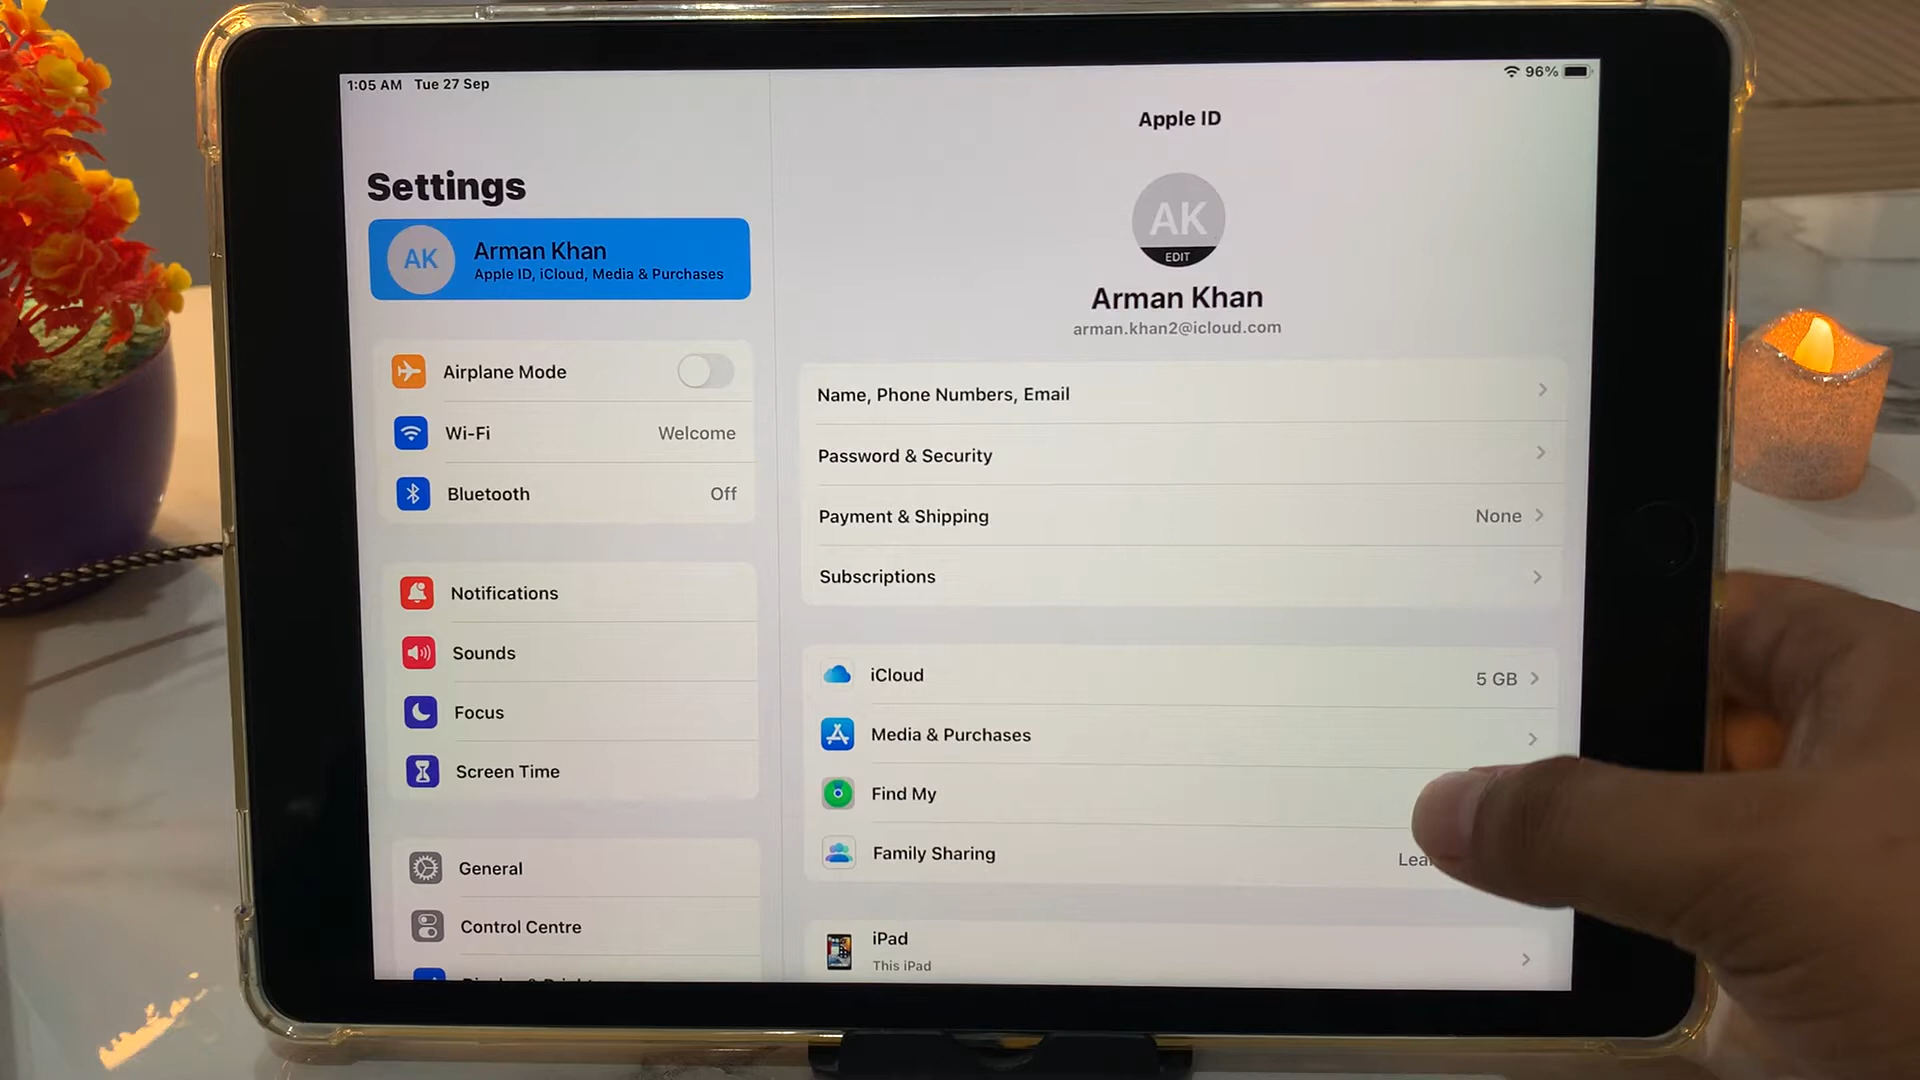 1:05 AM Tue 27 Sep
96%
Settings
AK
Arman Khan
Apple ID, iCloud, Media & Purchases
Airplane Mode
Wi-Fi Welcome
Bluetooth Off
Notifications
Sounds
Focus
Screen Time
General
Control Centre
Apple ID
AK
EDIT
Arman Khan
arman.khan2@icloud.com
Name, Phone Numbers, Email
Password & Security
Payment & Shipping None
Subscriptions
iCloud 5 GB
Media & Purchases
Find My
Family Sharing
iPad
This iPad